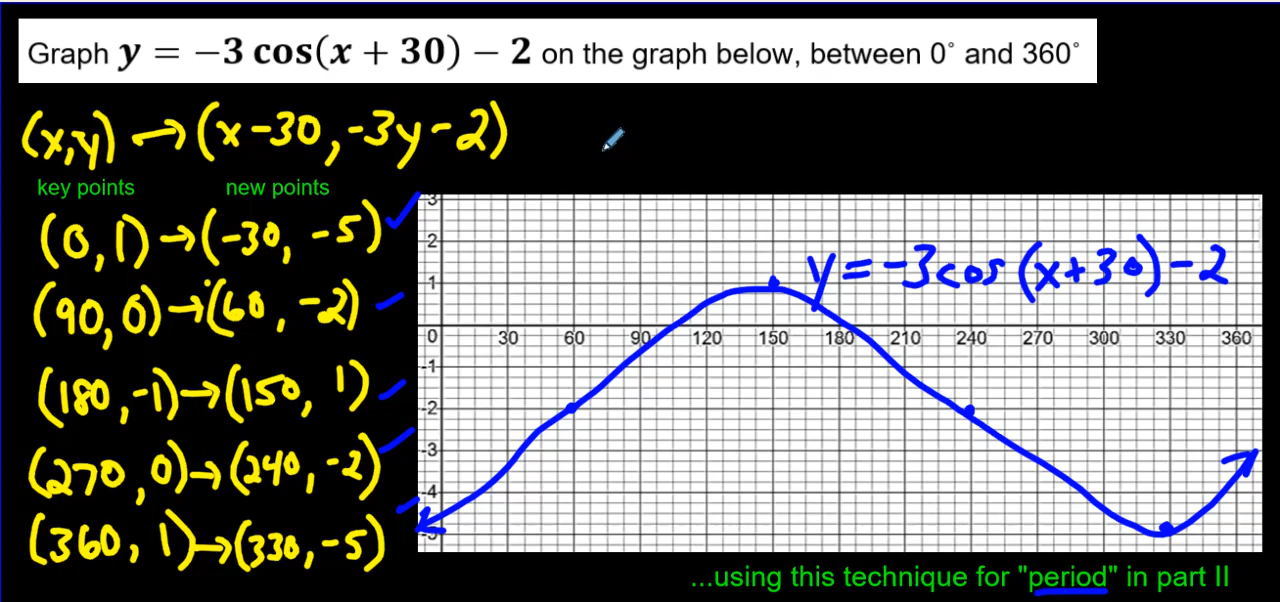 Graph y = −3 cos(x + 30) − 2 on the graph below, between 0˚ and 360˚
(x,y) → (x-30, -3y-2)
key points new points
(0, 1) → (-30, -5) ✓
(90, 0) → (60, -2)
(180, -1) → (150, 1)
(270, 0) → (240, -2)
(360, 1) → (330, -5)
y = -3cos(x+30)-2
3
2
1
0 30 60 90 120 150 180 210 240 270 300 330 360
-1
-2
-3
-4
-5
...using this technique for "period" in part II